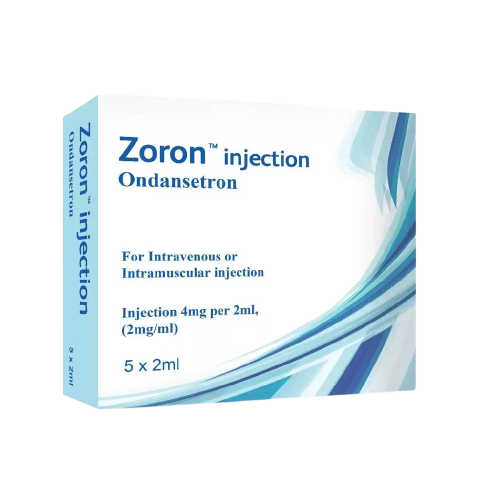 Zoron™ injection
Ondansetron
For Intravenous or
Intramuscular injection
Injection 4mg per 2ml,
(2mg/ml)
5 x 2ml
Zoron™ injection
Ondansetron
5 x 2ml